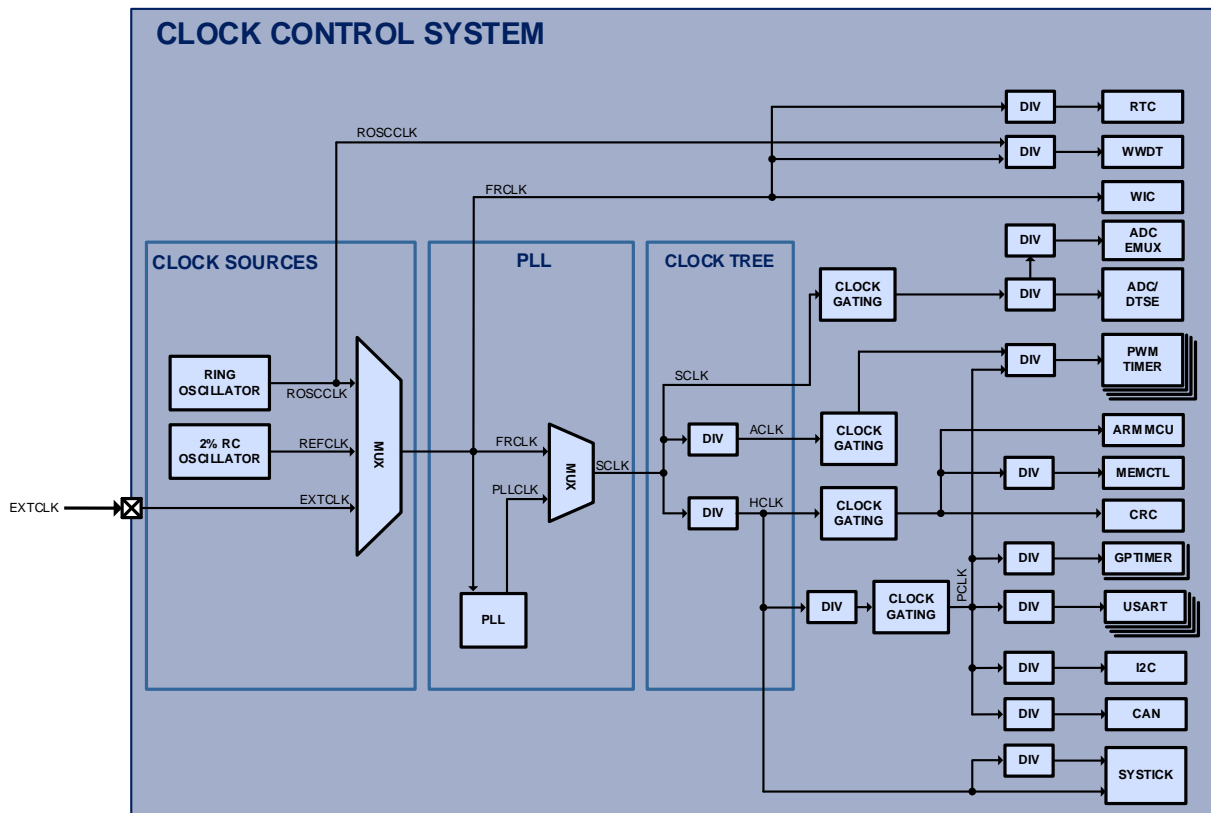 CLOCK CONTROL SYSTEM
DIV
RTC
ROSCCLK
DIV
WWDT
FRCLK
WIC
CLOCK SOURCES
PLL
CLOCK TREE
DIV
ADC
EMUX
CLOCK
GATING
DIV
ADC/
DTSE
RING
OSCILLATOR
ROSCCLK
SCLK
DIV
PWM
TIMER
2% RC
OSCILLATOR
REFCLK
MUX
FRCLK
MUX
SCLK
DIV
ACLK
CLOCK
GATING
ARM MCU
DIV
MEMCTL
PLLCLK
EXTCLK
EXTCLK
DIV
HCLK
CLOCK
GATING
CRC
DIV
GPTIMER
PLL
DIV
CLOCK
GATING
PCLK
DIV
USART
DIV
I2C
DIV
CAN
DIV
SYSTICK